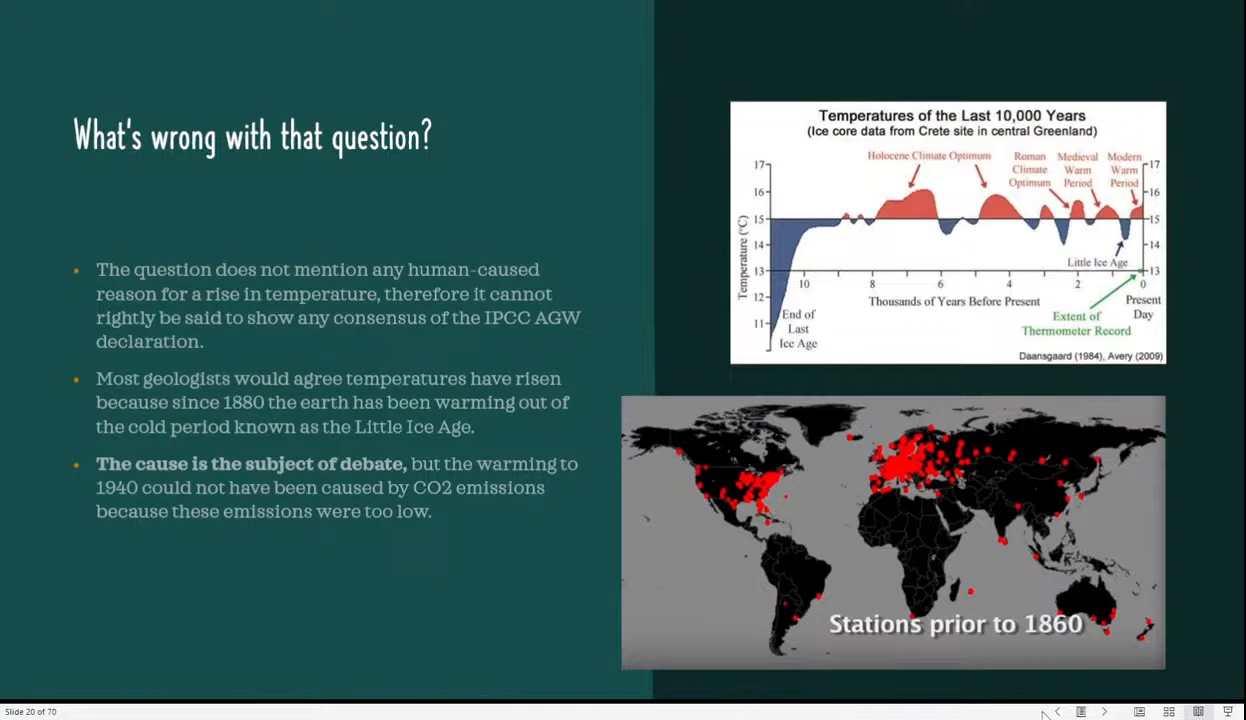 What's wrong with that question?
The question does not mention any human-caused
reason for a rise in temperature, therefore it cannot
rightly be said to show any consensus of the IPCC AGW
declaration.
Most geologists would agree temperatures have risen
because since 1880 the earth has been warming out of
the cold period known as the Little Ice Age.
The cause is the subject of debate, but the warming to
1940 could not have been caused by CO2 emissions
because these emissions were too low.
Temperatures of the Last 10,000 Years
(Ice core data from Crete site in central Greenland)
Holocene Climate Optimum
Roman
Climate
Optimum
Medieval
Warm
Period
Modern
Warm
Period
17
16
15
14
13
12
11
Temperature (°C)
17
16
15
14
13
Little Ice Age
10
8
6
4
2
0
Thousands of Years Before Present
Present
Day
End of
Last
Ice Age
Extent of
Thermometer Record
Daansgaard (1984), Avery (2009)
Stations prior to 1860
Slide 20 of 70